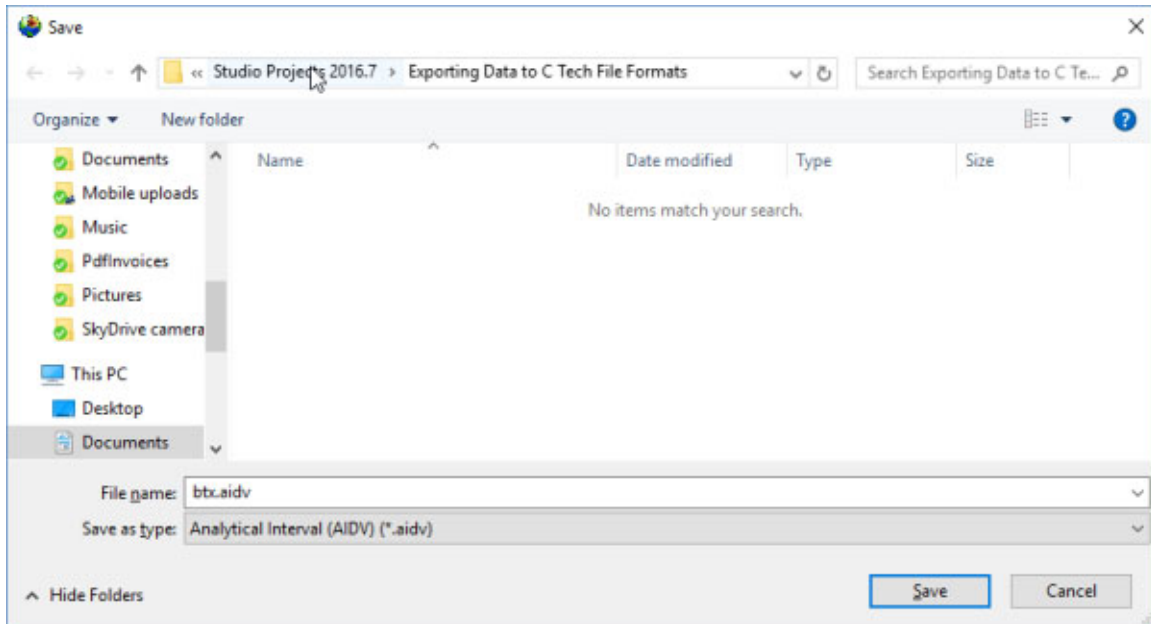 Save
« Studio Projects 2016.7 › Exporting Data to C Tech File Formats
Search Exporting Data to C Te...
Organize New folder
Name Date modified Type Size
No items match your search.
Documents
Mobile uploads
Music
PdfInvoices
Pictures
SkyDrive camera
This PC
Desktop
Documents
File name: btx.aidv
Save as type: Analytical Interval (AIDV) (*.aidv)
Hide Folders Save Cancel